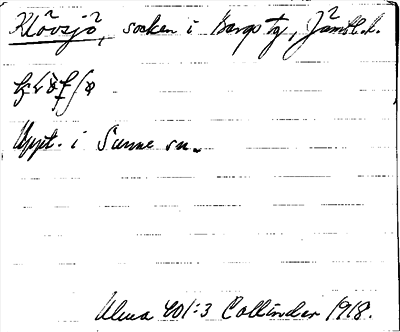 Klövsjö, socken i Bergs tg, Jämtl. l.
Uppt. i Sunne sn.
Ulma 401:3 Collinder 1918.